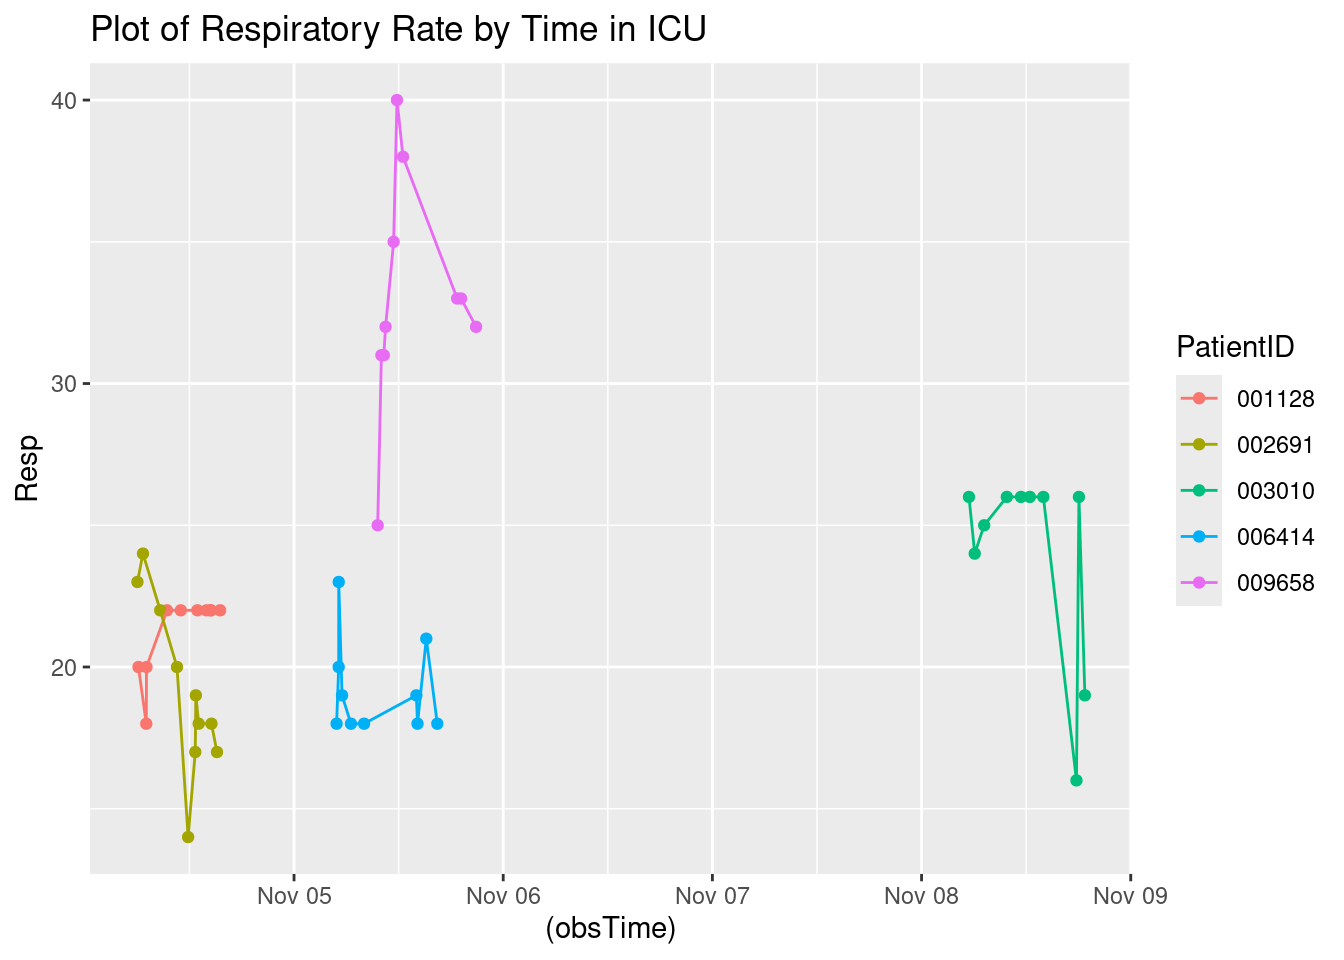 Plot of Respiratory Rate by Time in ICU
40
30
20
Resp
Nov 05
Nov 06
Nov 07
Nov 08
Nov 09
(obsTime)
PatientID
001128
002691
003010
006414
009658